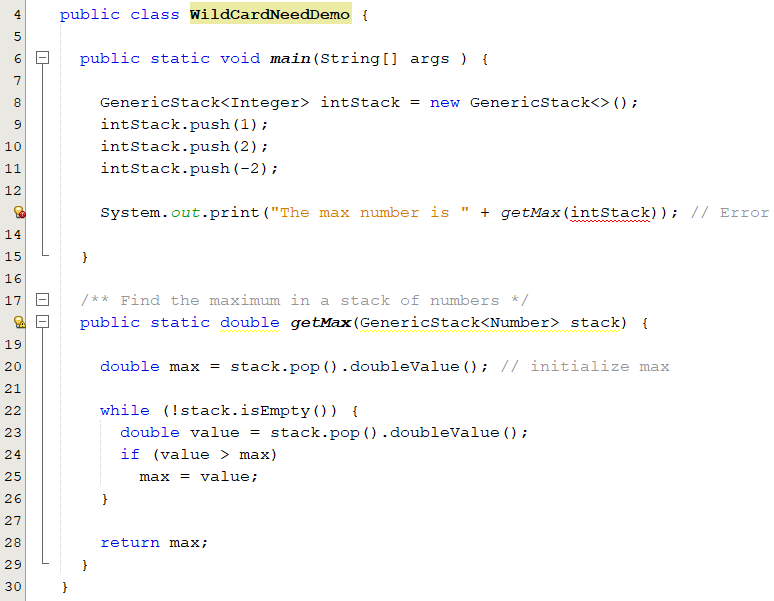 4 public class WildCardNeedDemo {
5
6 public static void main(String[] args ) {
7
8 GenericStack<Integer> intStack = new GenericStack<>();
9 intStack.push(1);
10 intStack.push(2);
11 intStack.push(-2);
12
System.out.print("The max number is " + getMax(intStack)); // Error
14
15 }
16
17 /** Find the maximum in a stack of numbers */
public static double getMax(GenericStack<Number> stack) {
19
20 double max = stack.pop().doubleValue(); // initialize max
21
22 while (!stack.isEmpty()) {
23 double value = stack.pop().doubleValue();
24 if (value > max)
25 max = value;
26 }
27
28 return max;
29 }
30 }